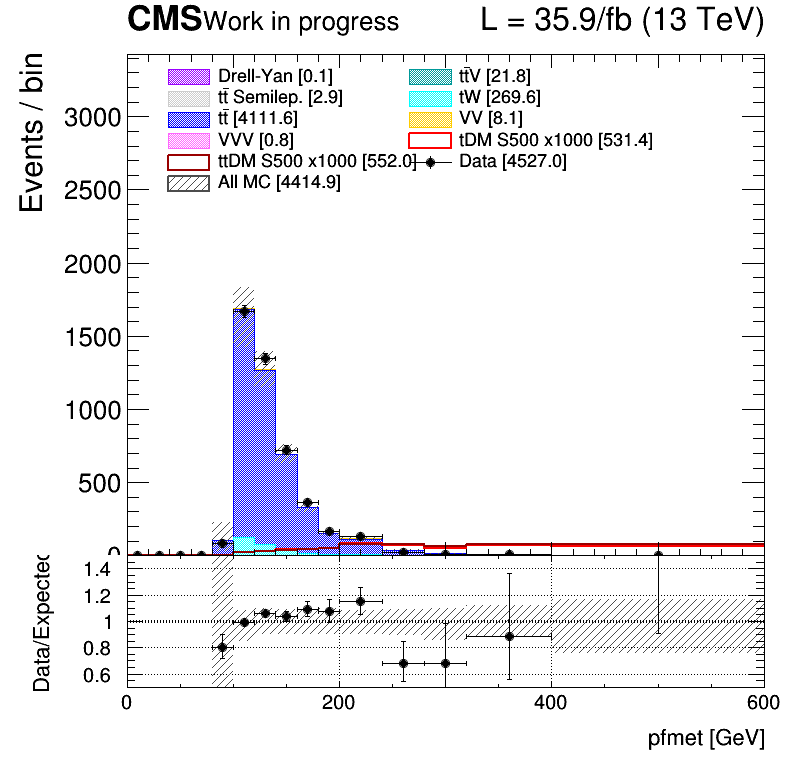 CMS Work in progress L = 35.9/fb (13 TeV)
Events / bin
Drell-Yan [0.1] tt̄V [21.8]
tt̄ Semilep. [2.9] tW [269.6]
tt̄ [4111.6] VV [8.1]
VVV [0.8] tDM S500 x1000 [531.4]
ttDM S500 x1000 [552.0] Data [4527.0]
All MC [4414.9]
3000
2500
2000
1500
1000
500
0
Data/Expected
1.4
1.2
1
0.8
0.6
0 200 400 600
pfmet [GeV]